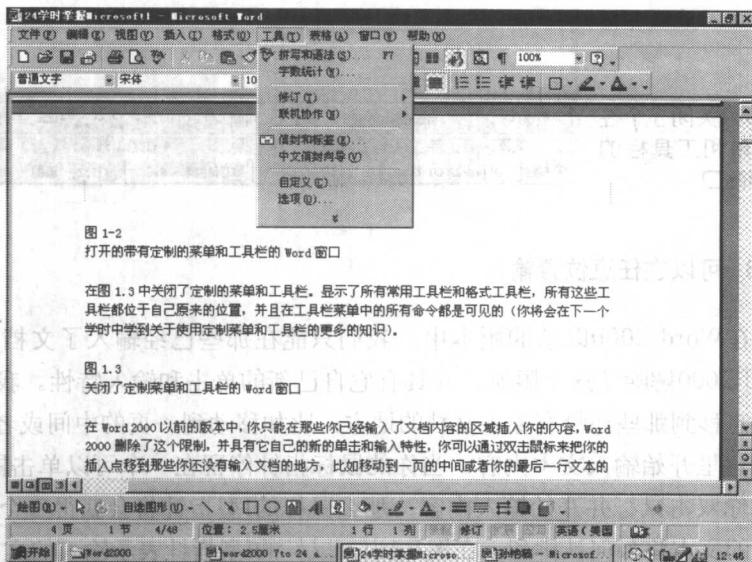 24学时掌握Microsoft1 - Microsoft Word
文件(F) 编辑(E) 视图(V) 插入(I) 格式(O) 工具(T) 表格(A) 窗口(W) 帮助(H)
拼写和语法(S)... F7
100%
字数统计(W)...
普通文字 宋体 10
修订(T)
联机协作(N)
信封和标签(E)...
中文信封向导(V)
自定义(C)...
选项(O)...
图 1-2
打开的带有定制的菜单和工具栏的 Word 窗口
在图 1.3 中关闭了定制的菜单和工具栏。显示了所有常用工具栏和格式工具栏，所有这些工
具栏都位于自己原来的位置，并且在工具栏菜单中的所有命令都是可见的（你将会在下一个
学时中学到关于使用定制菜单和工具栏的更多的知识）。
图 1.3
关闭了定制菜单和工具栏的 Word 窗口
在 Word 2000 以前的版本中，你只能在那些你已经输入了文档内容的区域插入你的内容，Word
2000 删除了这个限制，并具有它自己的新的单击和输入特性，你可以通过双击鼠标来把你的
插入点移到那些你还没有输入文档的地方，比如移动到一页的中间或者你的最后一行文本的
绘图(D) 自选图形(U)
4 页 1 节 4/48 位置: 2.5厘米 1 行 1 列 修订 英语(美国
开始 Word2000 word2000 7to 24 a... 24学时掌握Microso... 孙怡稿 - Microsof... 12:46